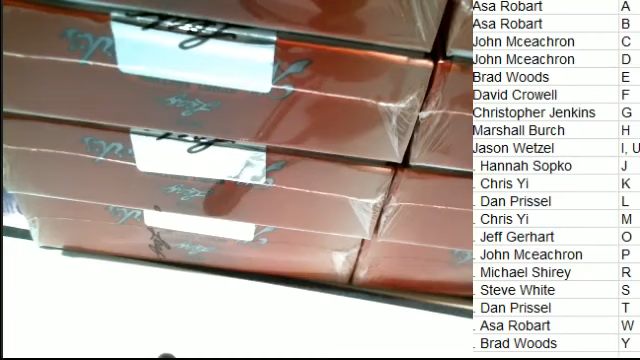 Asa Robart A
Asa Robart B
John Mceachron C
John Mceachron D
Brad Woods E
David Crowell F
Christopher Jenkins G
Marshall Burch H
Jason Wetzel I, U
. Hannah Sopko J
. Chris Yi K
. Dan Prissel L
. Chris Yi M
. Jeff Gerhart O
. John Mceachron P
. Michael Shirey R
. Steve White S
. Dan Prissel T
. Asa Robart W
. Brad Woods Y